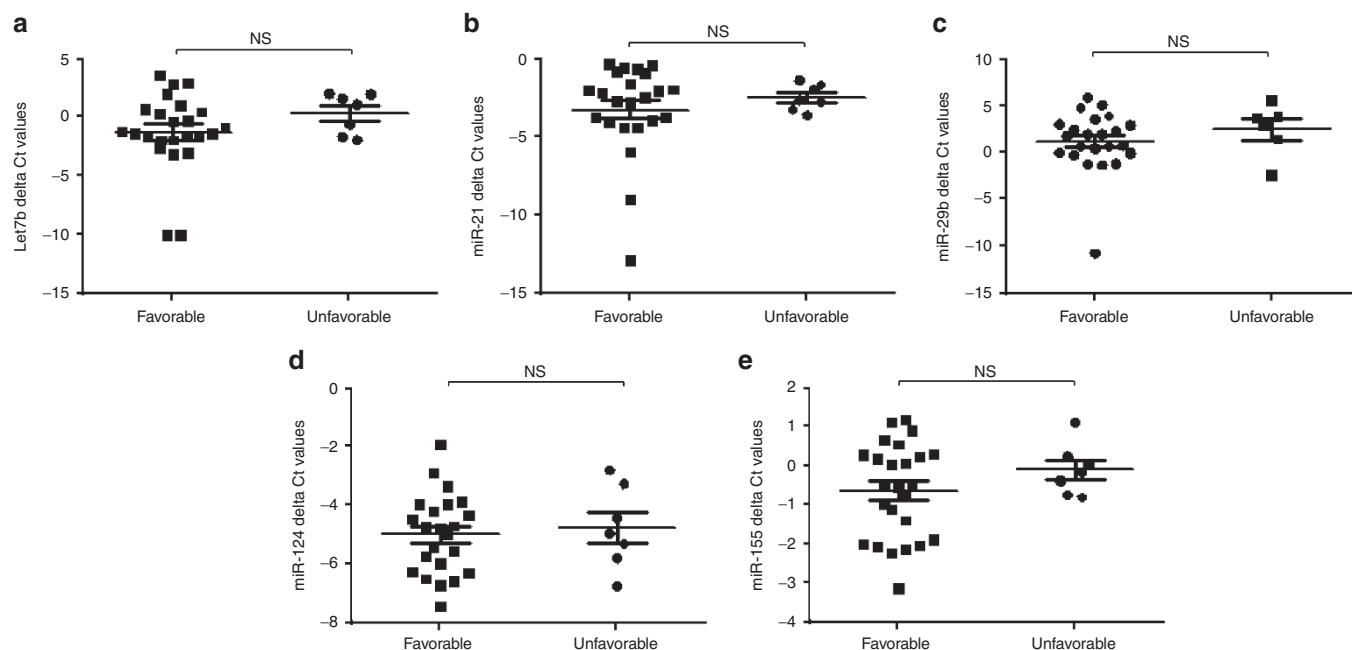 a
NS
5
0
−5
−10
−15
Let7b delta Ct values
Favorable
Unfavorable
b
NS
0
−5
−10
−15
miR-21 delta Ct values
Favorable
Unfavorable
c
NS
10
5
0
−5
−10
−15
miR-29b delta Ct values
Favorable
Unfavorable
d
NS
0
−2
−4
−6
−8
miR-124 delta Ct values
Favorable
Unfavorable
e
NS
2
1
0
−1
−2
−3
−4
miR-155 delta Ct values
Favorable
Unfavorable